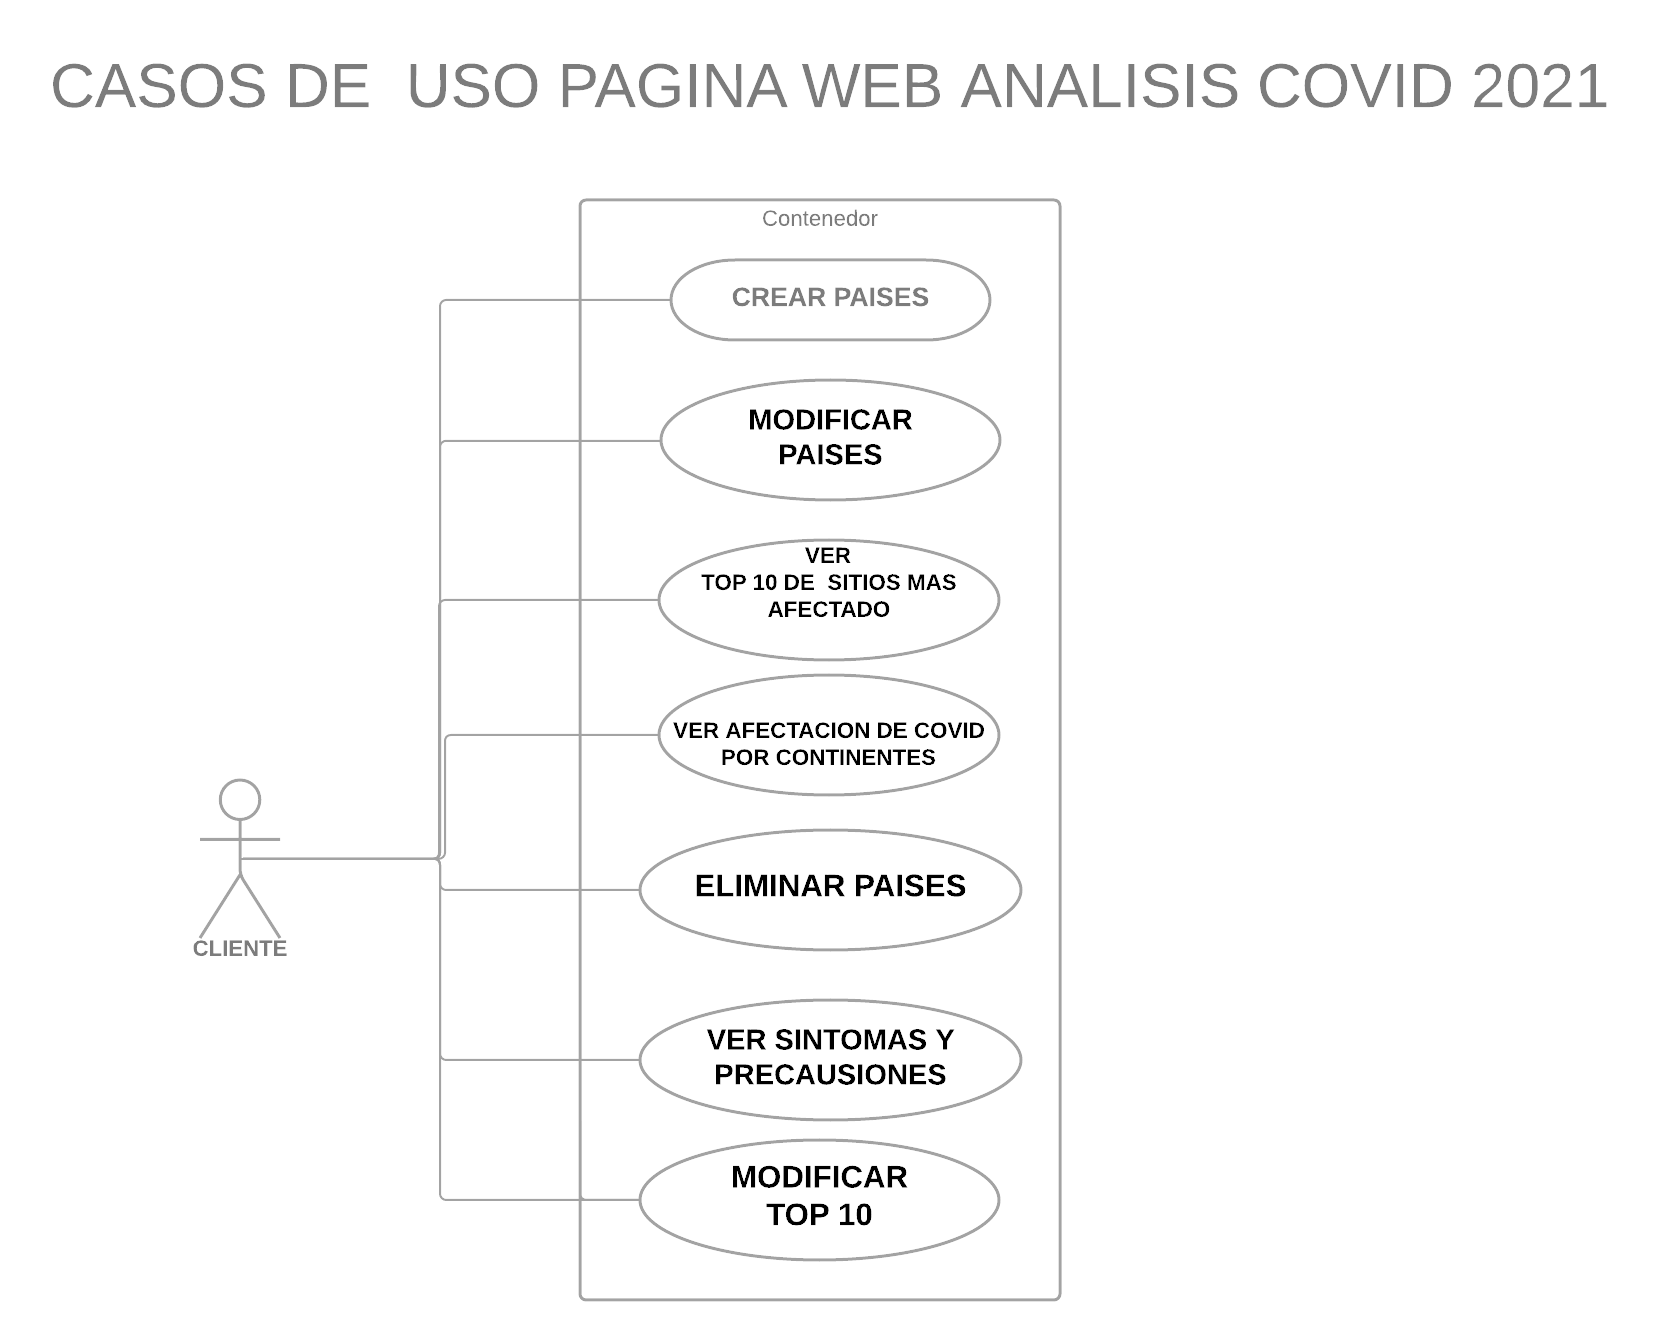 CASOS DE  USO PAGINA WEB ANALISIS COVID 2021
Contenedor
CREAR PAISES
MODIFICAR
PAISES
VER
TOP 10 DE  SITIOS MAS
AFECTADO
VER AFECTACION DE COVID
POR CONTINENTES
ELIMINAR PAISES
CLIENTE
VER SINTOMAS Y
PRECAUSIONES
MODIFICAR
TOP 10